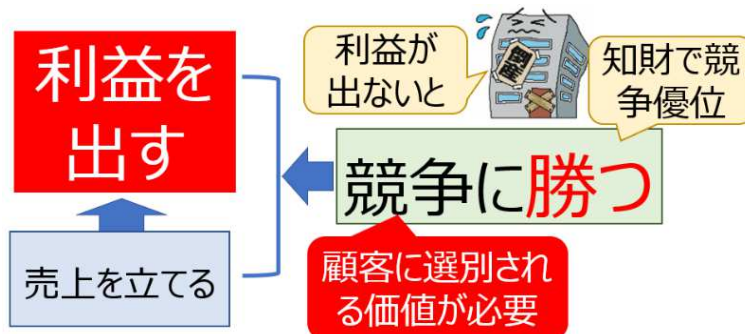 利益を
出す
利益が
出ないと
倒産
知財で競
争優位
競争に勝つ
売上を立てる
顧客に選別され
る価値が必要